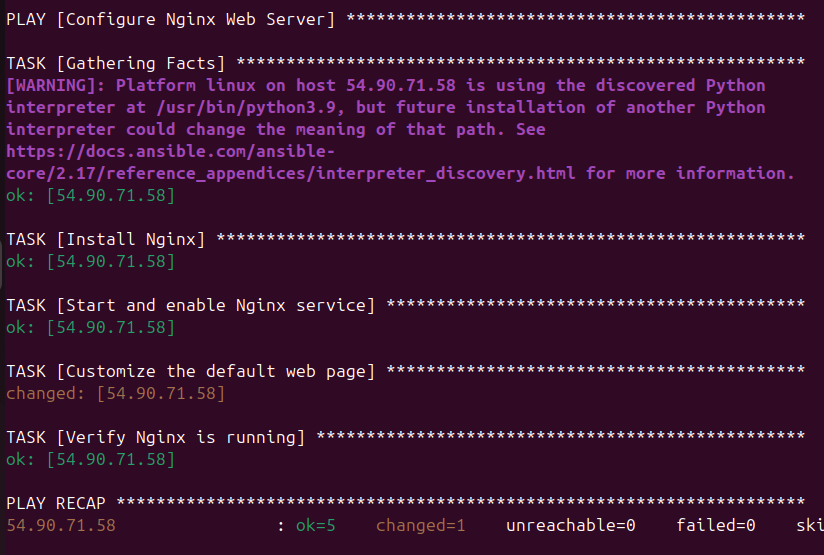 PLAY [Configure Nginx Web Server] **********************************************
TASK [Gathering Facts] *********************************************************
[WARNING]: Platform linux on host 54.90.71.58 is using the discovered Python
interpreter at /usr/bin/python3.9, but future installation of another Python
interpreter could change the meaning of that path. See
https://docs.ansible.com/ansible-
core/2.17/reference_appendices/interpreter_discovery.html for more information.
ok: [54.90.71.58]
TASK [Install Nginx] ***********************************************************
ok: [54.90.71.58]
TASK [Start and enable Nginx service] ******************************************
ok: [54.90.71.58]
TASK [Customize the default web page] ******************************************
changed: [54.90.71.58]
TASK [Verify Nginx is running] *************************************************
ok: [54.90.71.58]
PLAY RECAP *********************************************************************
54.90.71.58                : ok=5    changed=1    unreachable=0    failed=0    ski